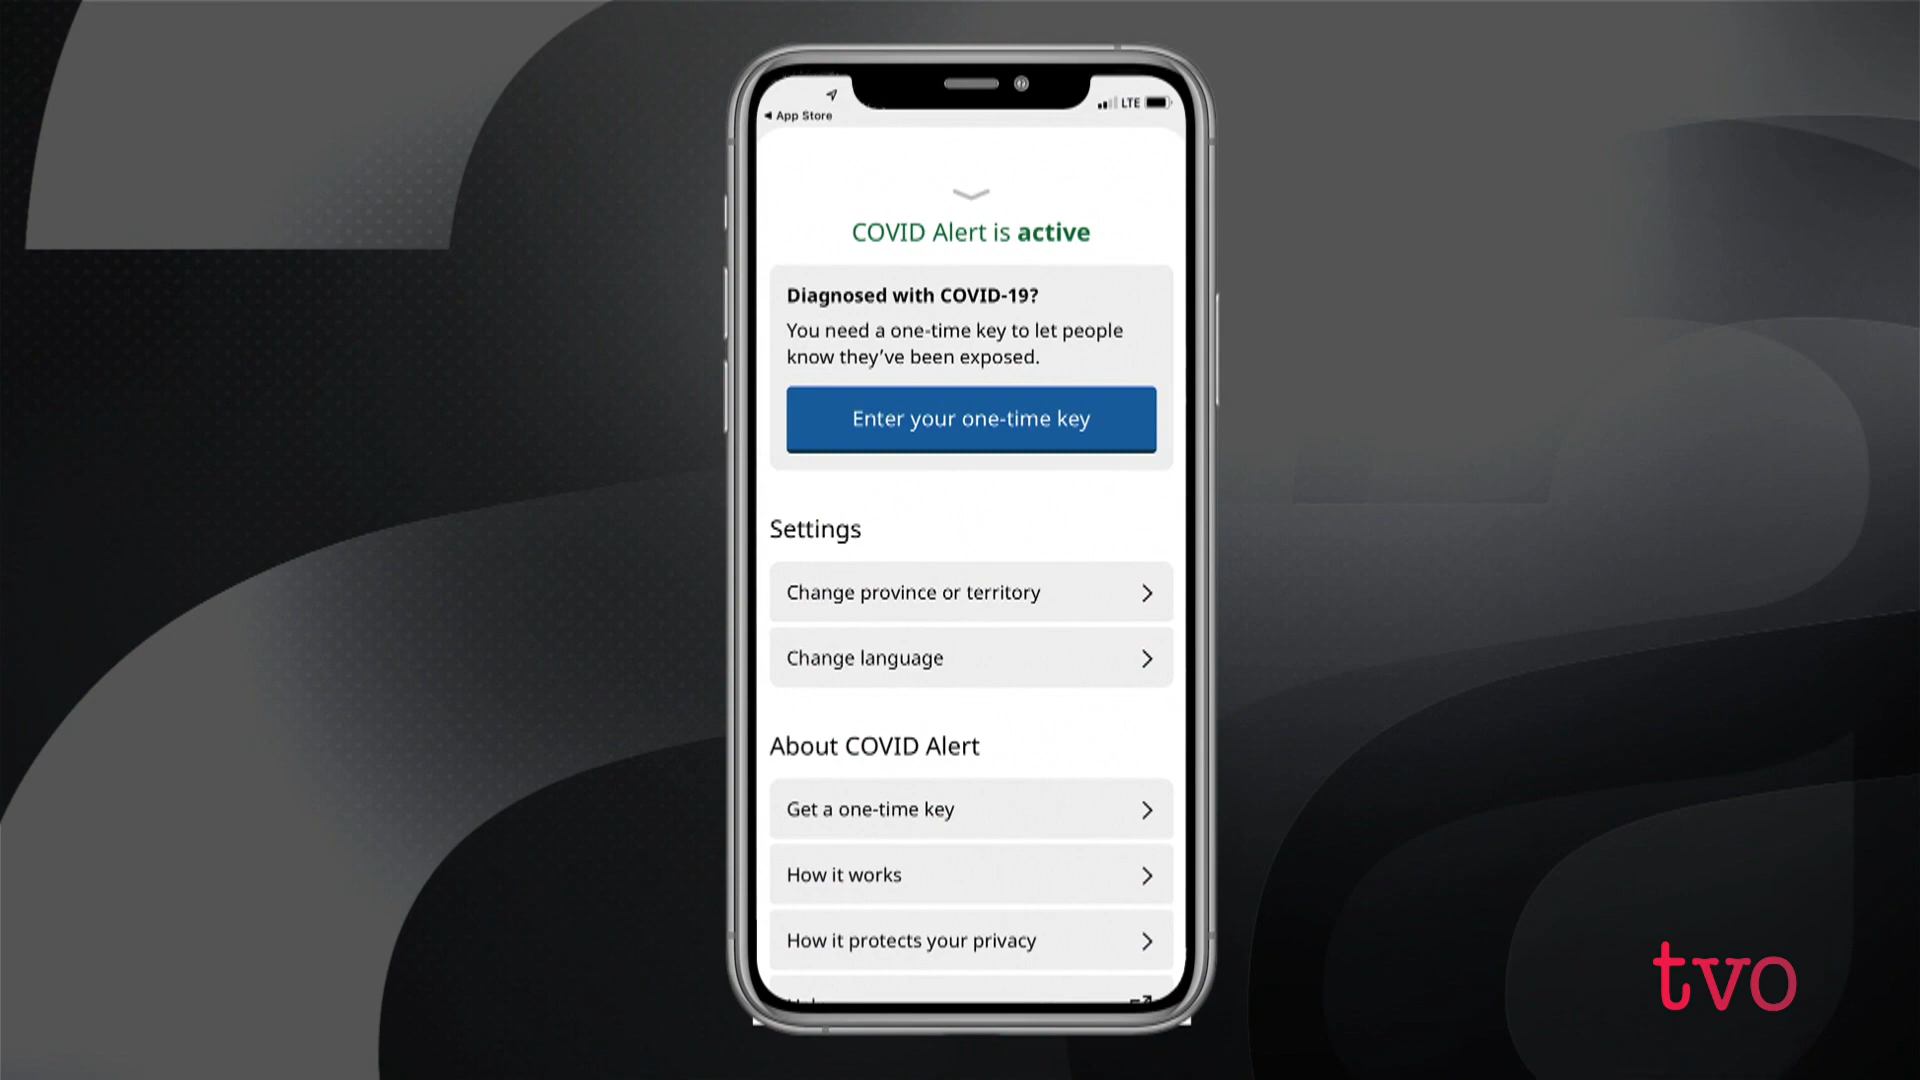 App Store
LTE
COVID Alert is active
Diagnosed with COVID-19?
You need a one-time key to let people
know they've been exposed.
Enter your one-time key
Settings
Change province or territory
Change language
About COVID Alert
Get a one-time key
How it works
How it protects your privacy
tvo